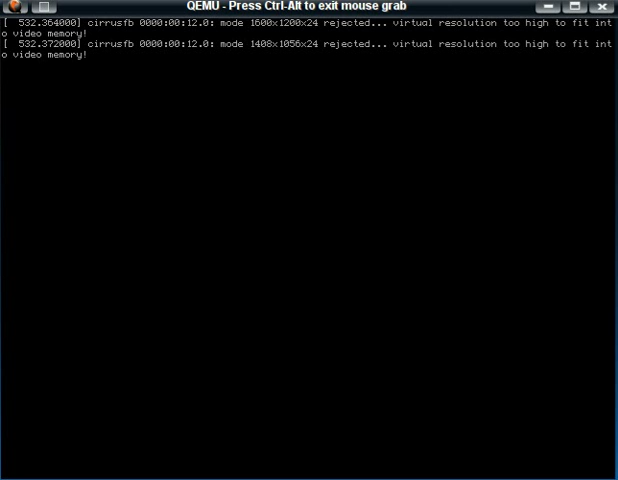 QEMU - Press Ctrl-Alt to exit mouse grab
[  532.364000] cirrusfb 0000:00:12.0: mode 1600x1200x24 rejected... virtual resolution too high to fit int
o video memory!
[  532.372000] cirrusfb 0000:00:12.0: mode 1408x1056x24 rejected... virtual resolution too high to fit int
o video memory!